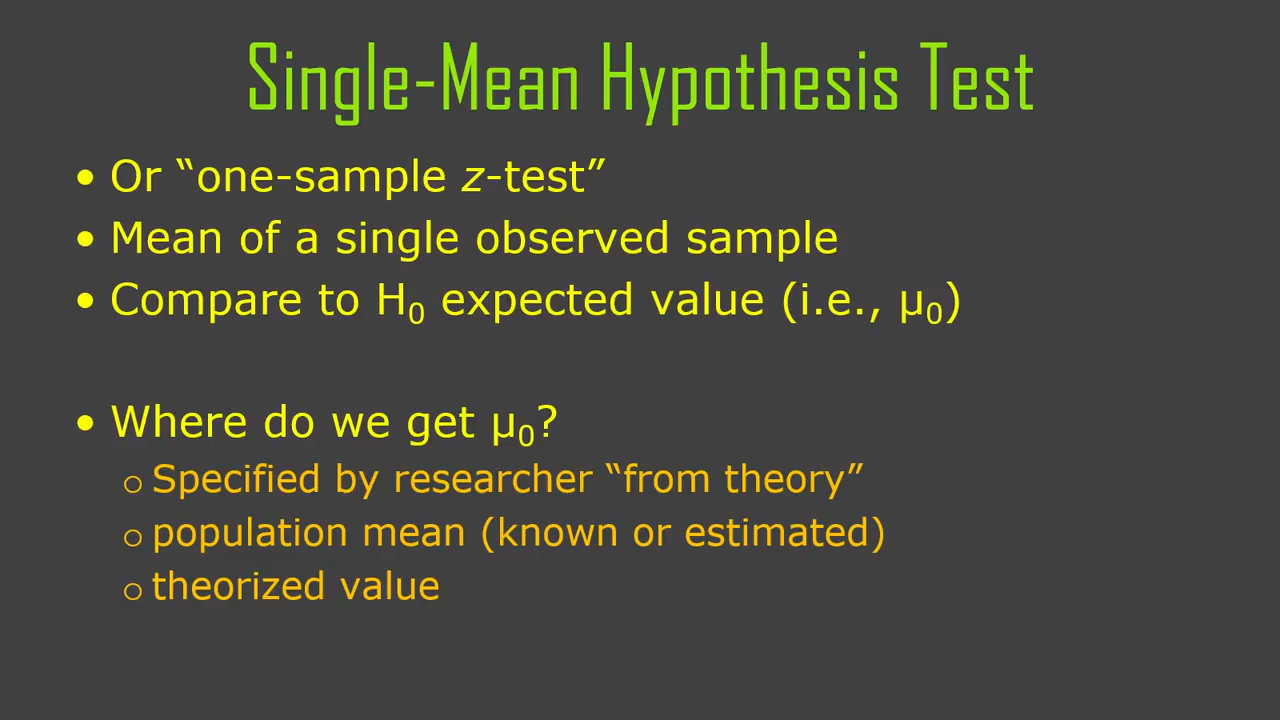 Single-Mean Hypothesis Test
• Or “one-sample z-test”
• Mean of a single observed sample
• Compare to H₀ expected value (i.e., µ₀)
• Where do we get µ₀?
o Specified by researcher “from theory”
o population mean (known or estimated)
o theorized value